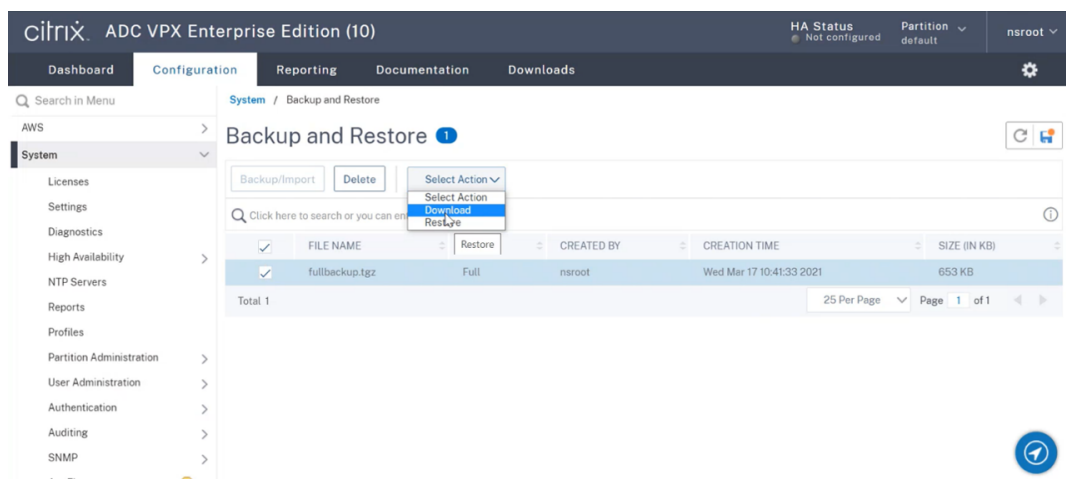 citrix. ADC VPX Enterprise Edition (10)
HA Status
Not configured
Partition
default
nsroot
Dashboard Configuration Reporting Documentation Downloads
Search in Menu
AWS
System
Licenses
Settings
Diagnostics
High Availability
NTP Servers
Reports
Profiles
Partition Administration
User Administration
Authentication
Auditing
SNMP
System / Backup and Restore
Backup and Restore 1
Backup/Import Delete Select Action
Select Action
Download
Restore
Click here to search or you can en
Restore
FILE NAME CREATED BY CREATION TIME SIZE (IN KB)
fullbackup.tgz Full nsroot Wed Mar 17 10:41:33 2021 653 KB
Total 1 25 Per Page Page 1 of 1